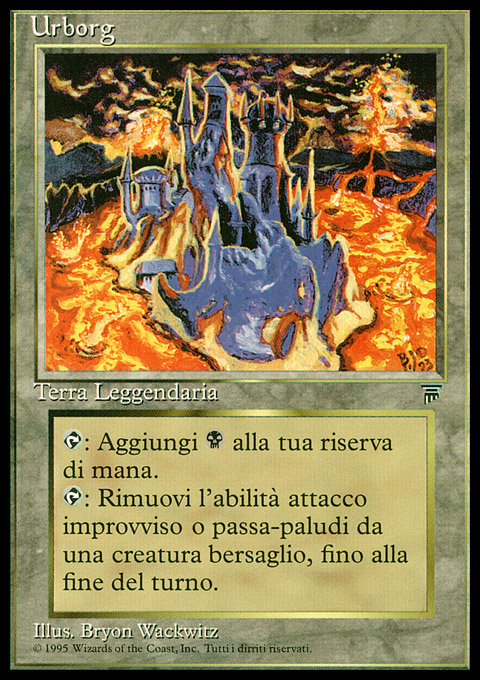 Urborg
Terra Leggendaria
: Aggiungi alla tua riserva
di mana.
: Rimuovi l'abilità attacco
improvviso o passa-paludi da
una creatura bersaglio, fino alla
fine del turno.
Illus. Bryon Wackwitz
© 1995 Wizards of the Coast, Inc. Tutti i diritti riservati.